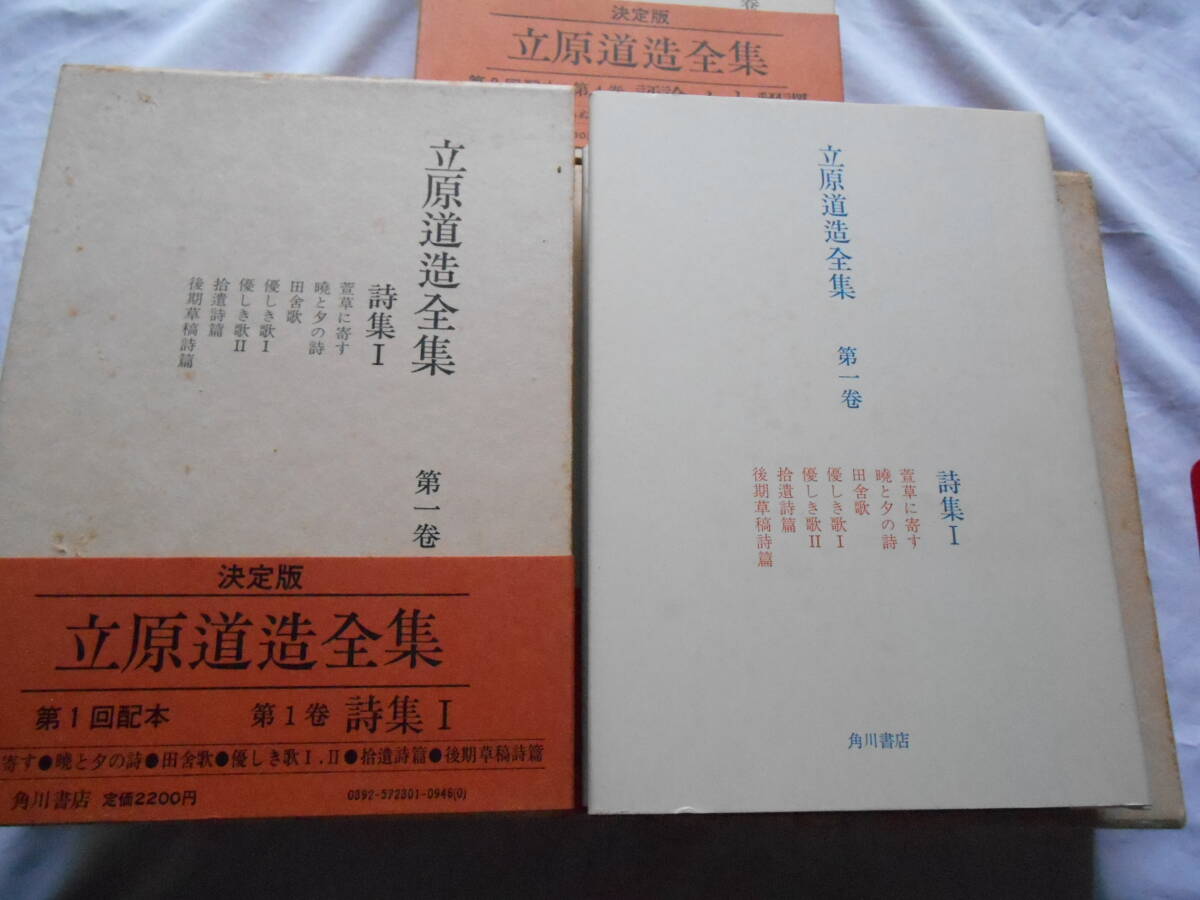 巻
決定版
立原道造全集
立原道造全集
第一卷
詩集Ⅰ
萱草に寄す
曉と夕の詩
田舍歌
優しき歌Ⅰ
優しき歌Ⅱ
拾遺詩篇
後期草稿詩篇
決定版
立原道造全集
第1回配本 第1巻 詩集Ⅰ
寄す●曉と夕の詩●田舍歌●優しき歌Ⅰ,Ⅱ●拾遺詩篇●後期草稿詩篇
角川書店 定価2200円 0392-572301-0946(0)
立原道造全集 第一卷
詩集Ⅰ
萱草に寄す
曉と夕の詩
田舍歌
優しき歌Ⅰ
優しき歌Ⅱ
拾遺詩篇
後期草稿詩篇
角川書店